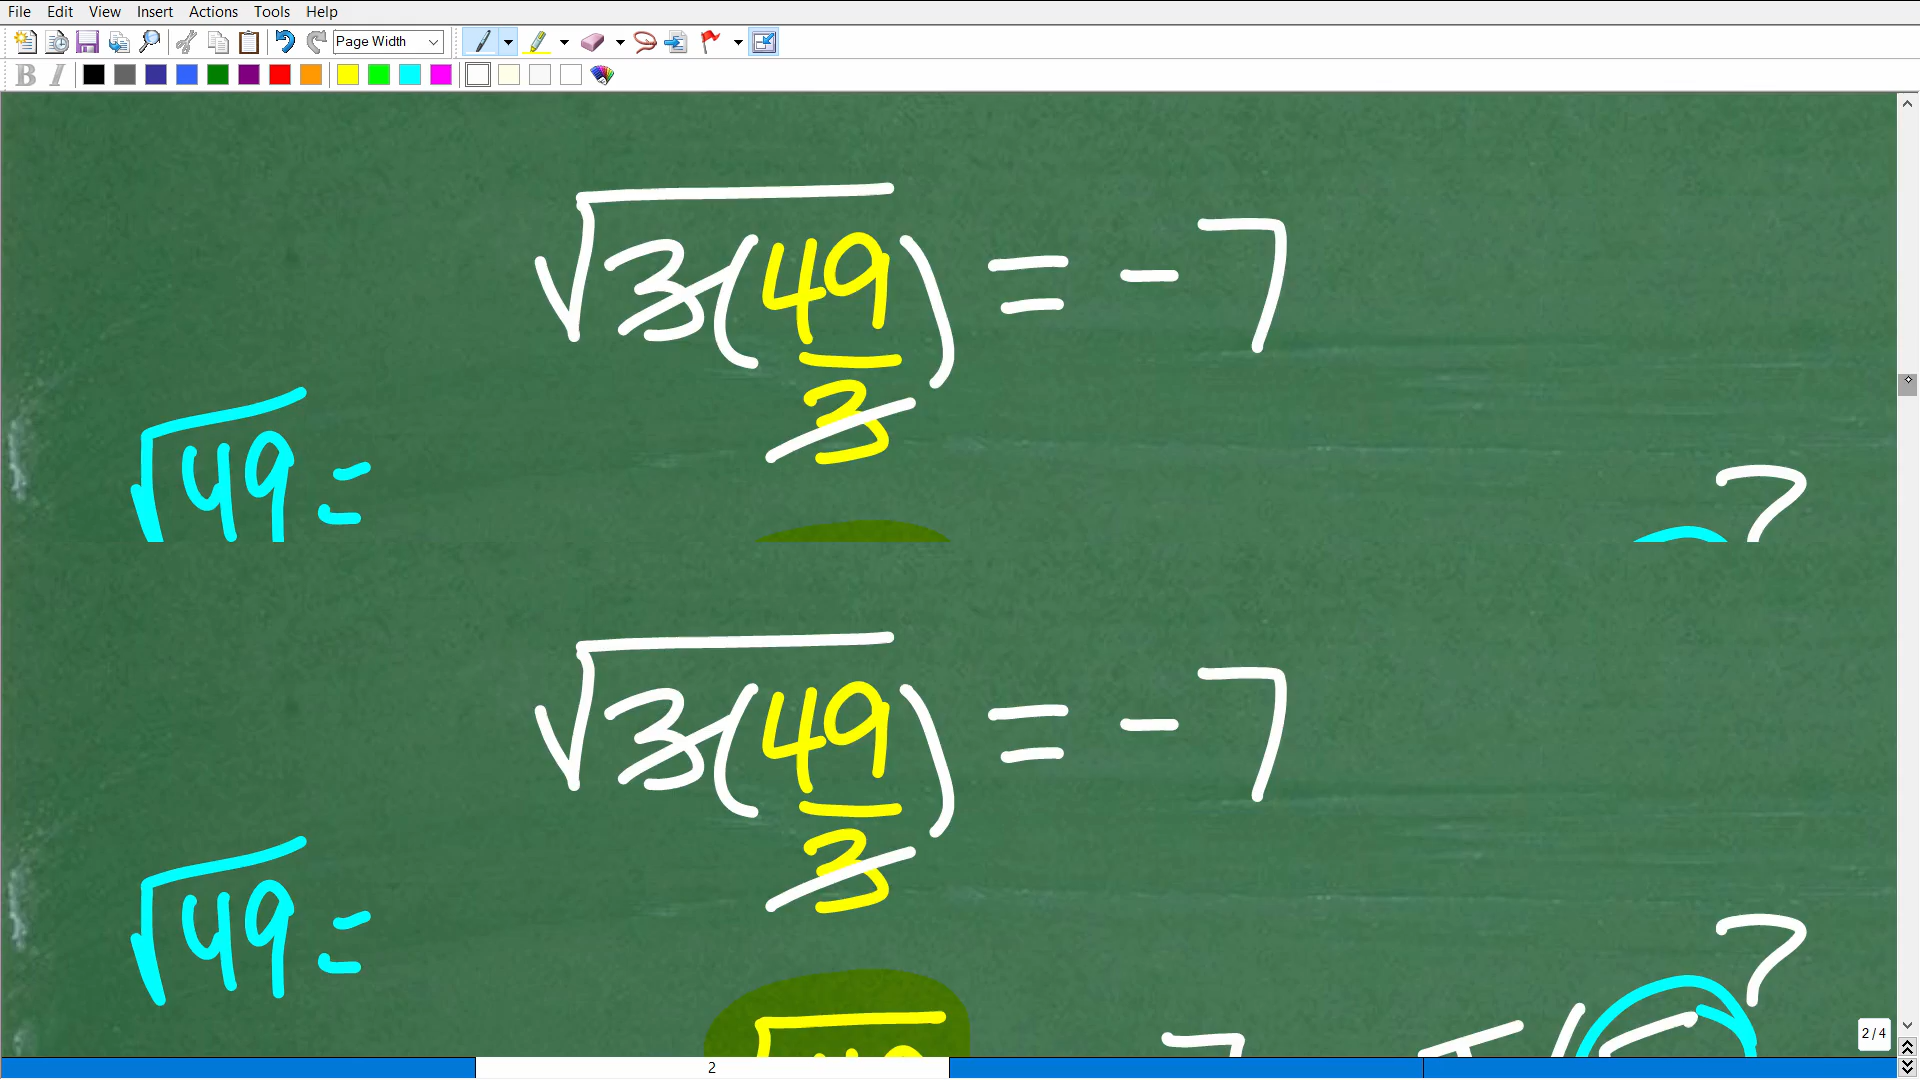 File Edit View Insert Actions Tools Help
Page Width
B I
√3(49/3) = -7
√49 =
?
√3(49/3) = -7
√49 =
?
2 / 4
2